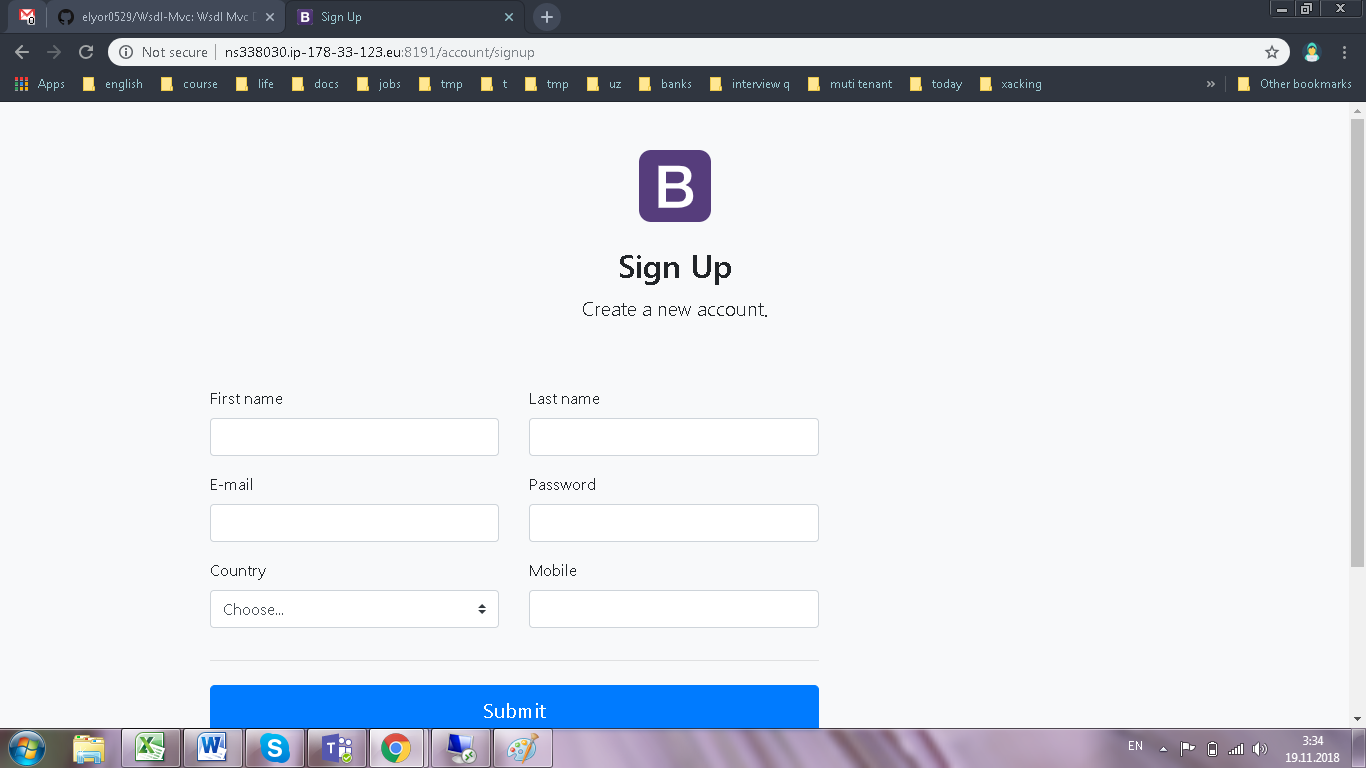 0
elyor0529/Wsdl-Mvc: Wsdl Mvc
Sign Up
Not secure
ns338030.ip-178-33-123.eu:8191/account/signup
Apps
english
course
life
docs
jobs
tmp
t
tmp
uz
banks
interview q
muti tenant
today
xacking
»
Other bookmarks
B
Sign Up
Create a new account.
First name
Last name
E-mail
Password
Country
Mobile
Choose...
Submit
EN
3:34
19.11.2018